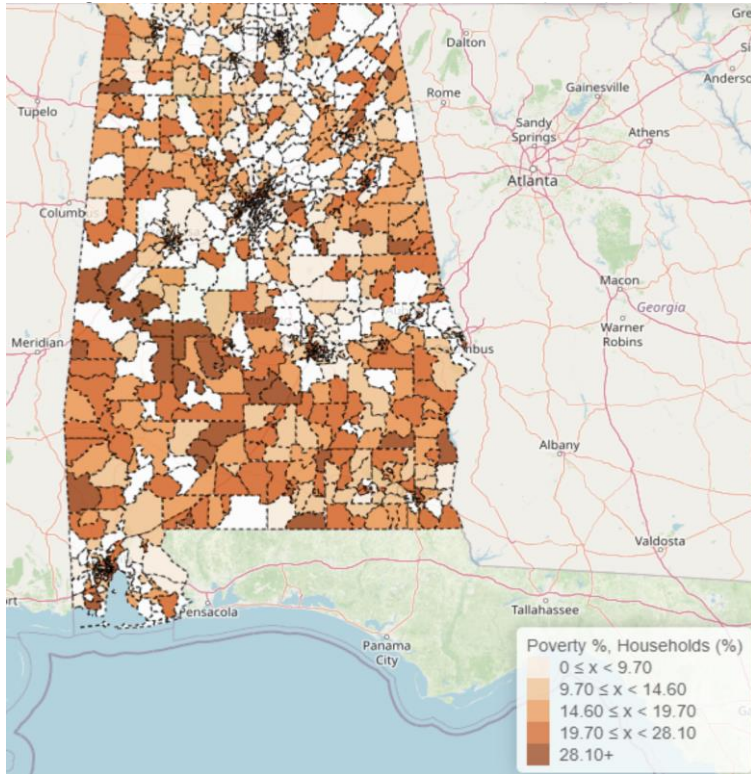 Dalton
Gre
Si
Anderso
Gainesville
Rome
Tupelo
Sandy
Springs
Athens
Atlanta
Columbus
Macon
Georgia
Warner
Robins
Meridian
mbus
Albany
Valdosta
ort
Pensacola
Tallahassee
Panama
City
Poverty %, Households (%)
0 ≤ x < 9.70
9.70 ≤ x < 14.60
14.60 ≤ x < 19.70
19.70 ≤ x < 28.10
28.10+